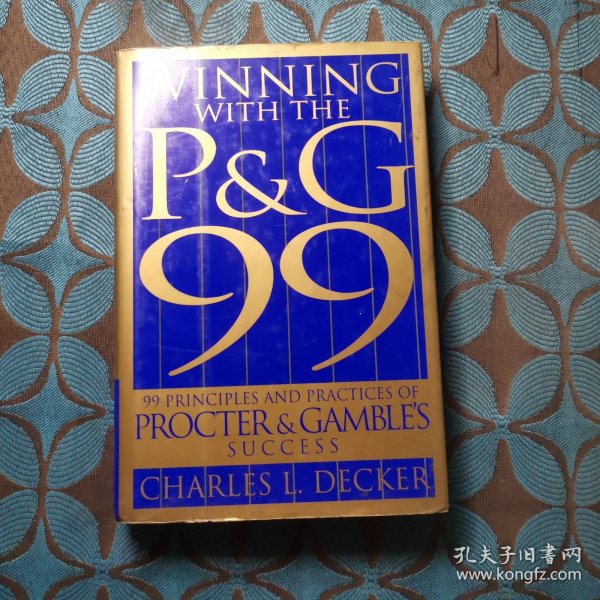 WINNING
WITH THE
P&G
99
99 PRINCIPLES AND PRACTICES OF
PROCTER & GAMBLE'S
SUCCESS
CHARLES L. DECKER
孔夫子旧書网
www.kongfz.com